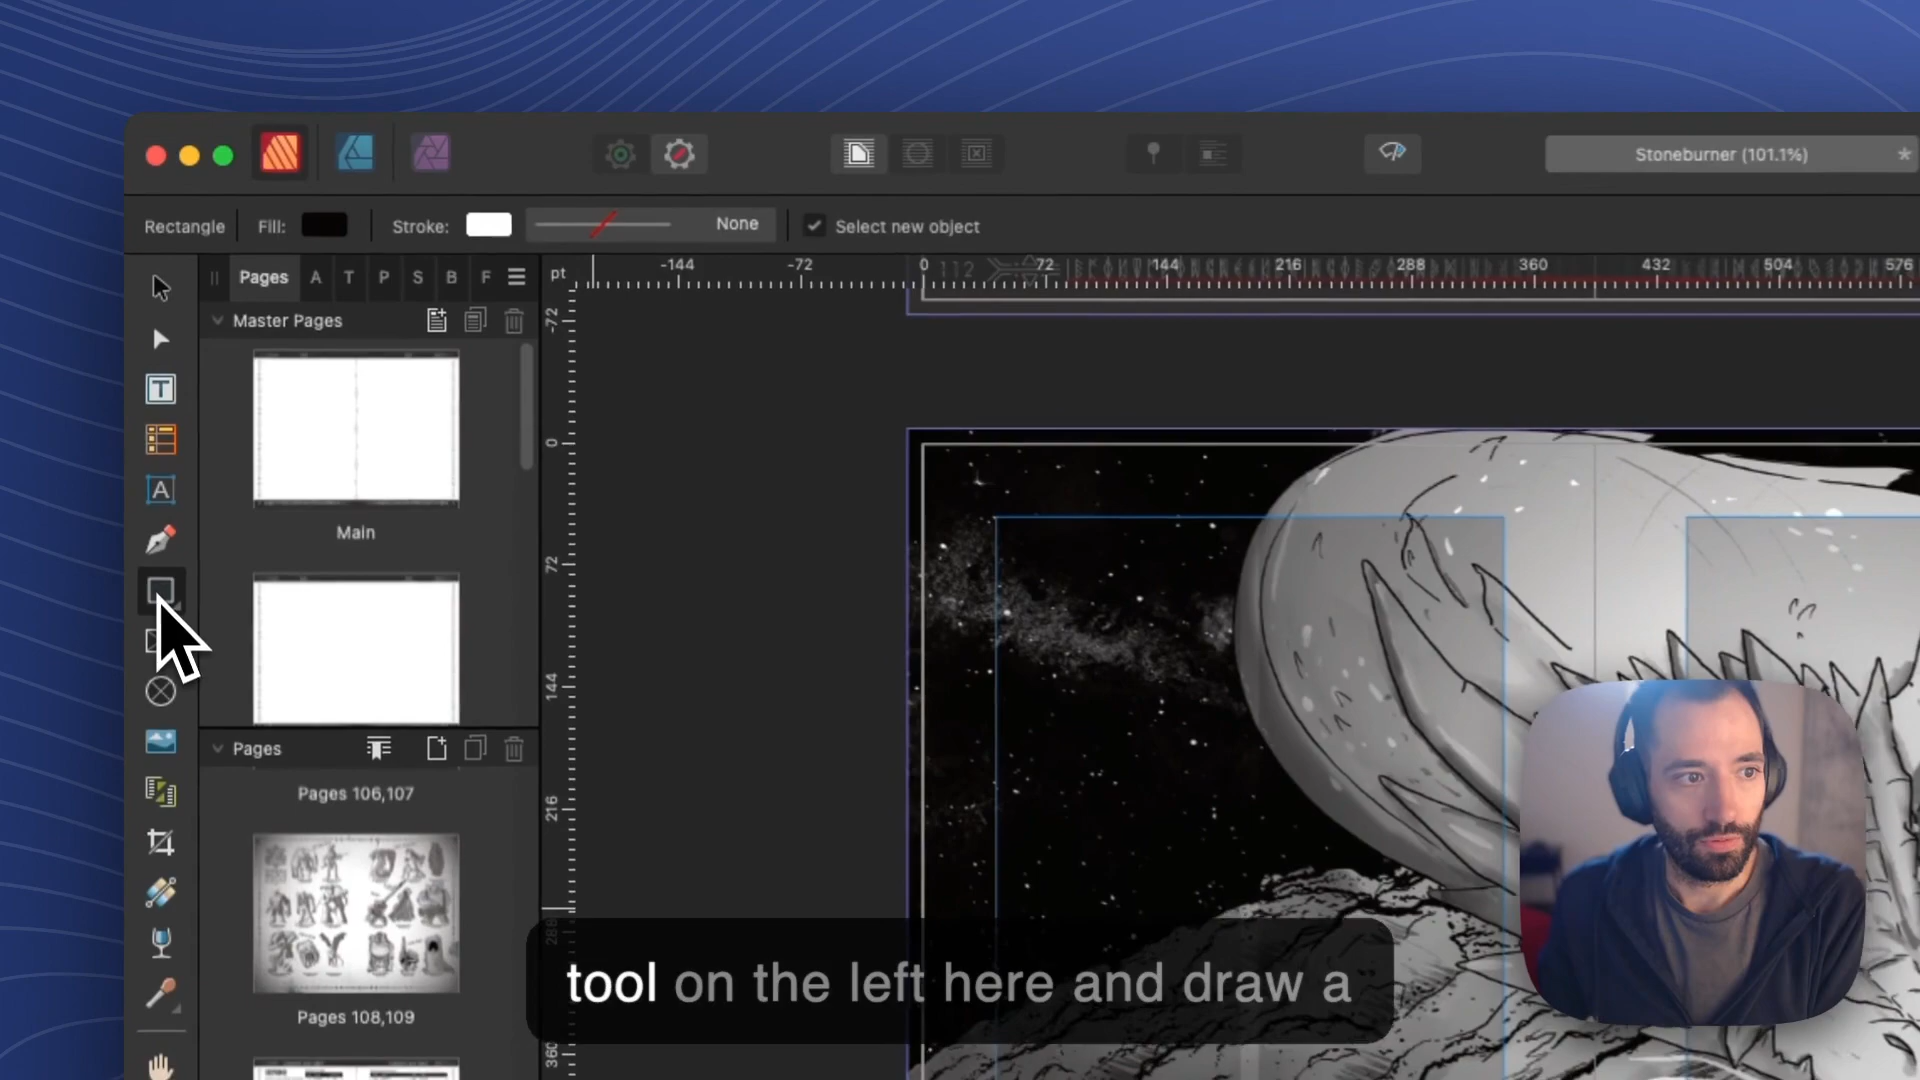 Stoneburner (101.1%)
Rectangle
Fill:
Stroke:
None
Select new object
Pages
A
T
P
S
B
F
pt
-144
-72
0
72
144
216
288
360
432
504
576
112
Master Pages
-72
0
72
144
216
288
360
Main
Pages
Pages 106,107
Pages 108,109
T
A
tool on the left here and draw a